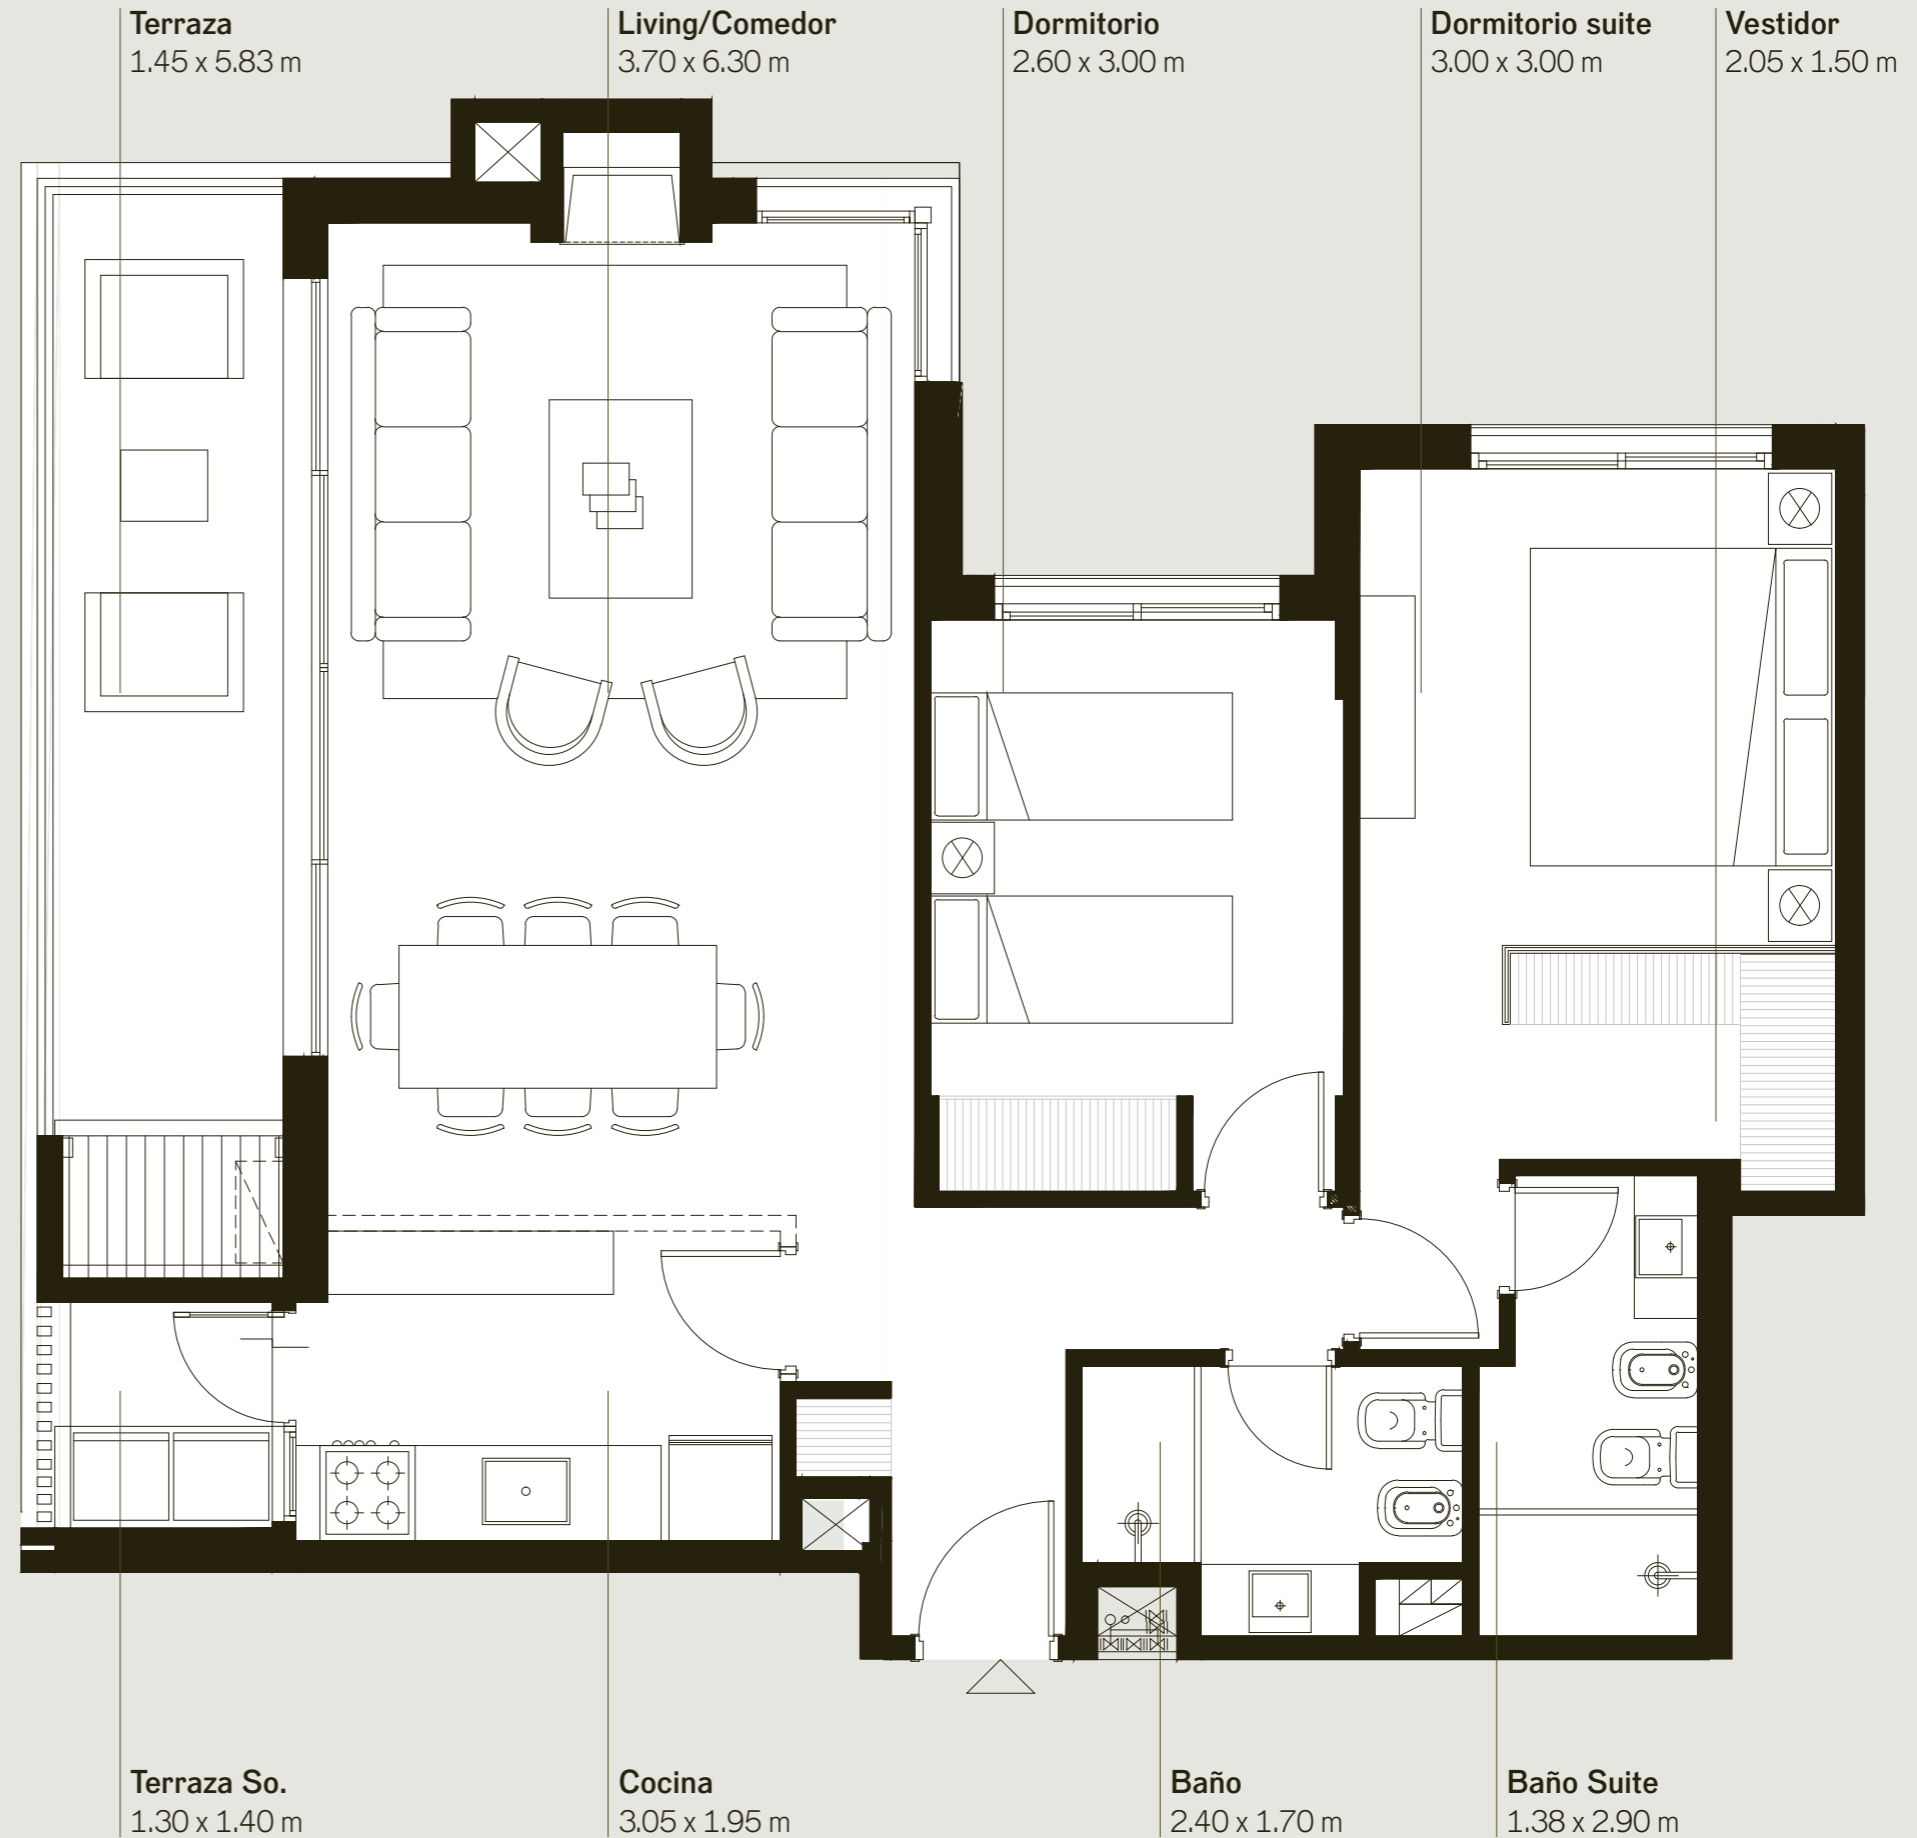 Terraza
1.45 x 5.83 m
Living/Comedor
3.70 x 6.30 m
Dormitorio
2.60 x 3.00 m
Dormitorio suite
3.00 x 3.00 m
Vestidor
2.05 x 1.50 m
Terraza So.
1.30 x 1.40 m
Cocina
3.05 x 1.95 m
Baño
2.40 x 1.70 m
Baño Suite
1.38 x 2.90 m